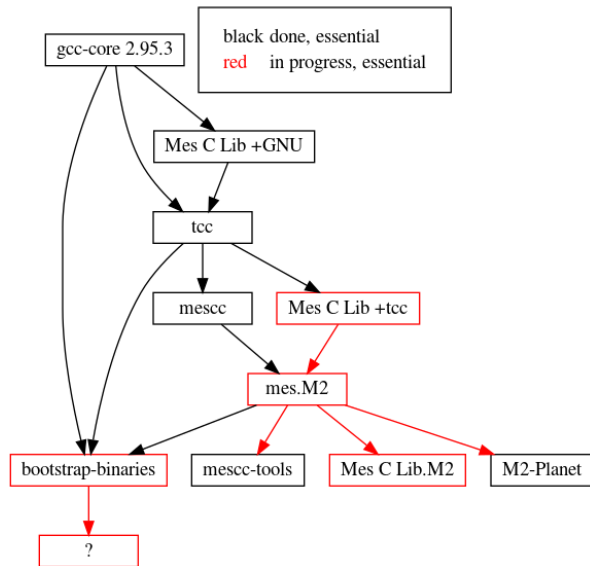 black done, essential
red in progress, essential
gcc-core 2.95.3
Mes C Lib +GNU
tcc
mescc
Mes C Lib +tcc
mes.M2
bootstrap-binaries
mescc-tools
Mes C Lib.M2
M2-Planet
?